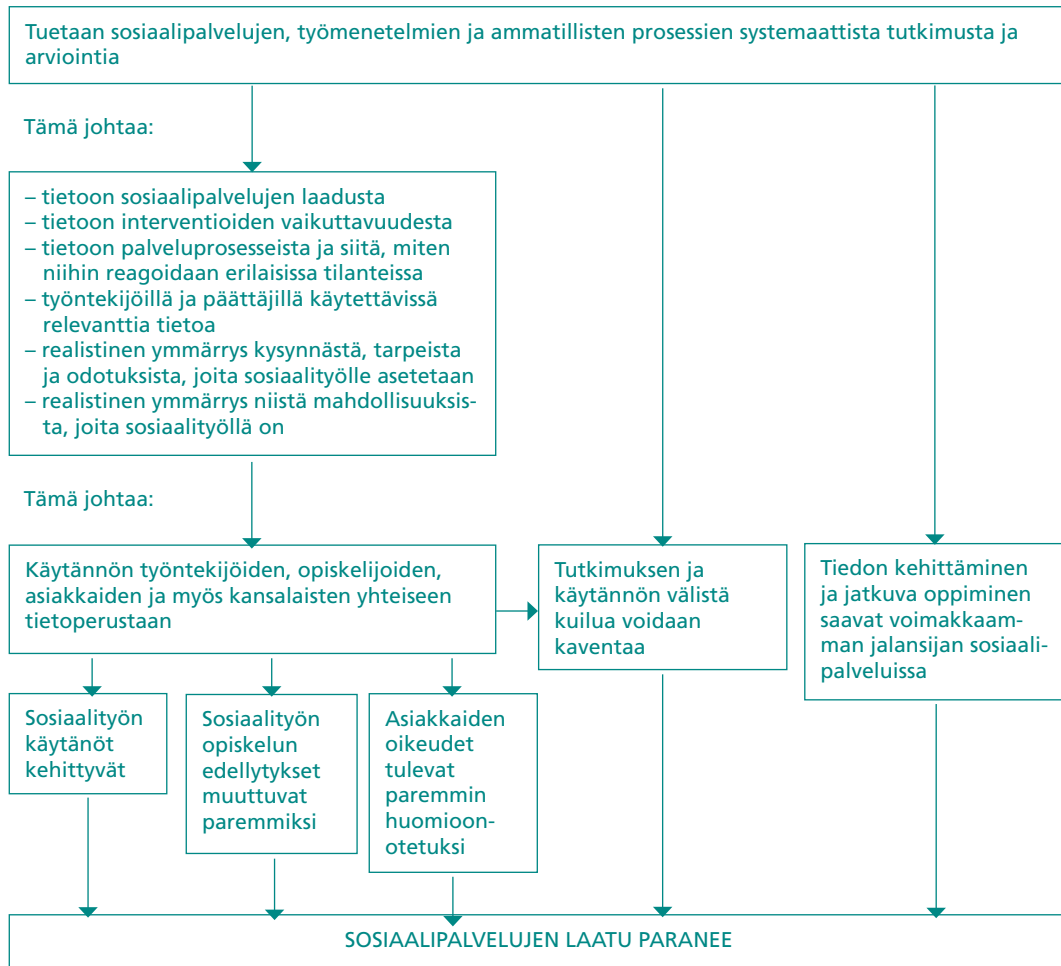 Tuetaan sosiaalipalvelujen, työmenetelmien ja ammatillisten prosessien systemaattista tutkimusta ja
arviointia
Tämä johtaa:
– tietoon sosiaalipalvelujen laadusta
– tietoon interventioiden vaikuttavuudesta
– tietoon palveluprosesseista ja siitä, miten
niihin reagoidaan erilaisissa tilanteissa
– työntekijöillä ja päättäjillä käytettävissä
relevanttia tietoa
– realistinen ymmärrys kysynnästä, tarpeista
ja odotuksista, joita sosiaalityölle asetetaan
– realistinen ymmärrys niistä mahdollisuuksis-
ta, joita sosiaalityöllä on
Tämä johtaa:
Käytännön työntekijöiden, opiskelijoiden,
asiakkaiden ja myös kansalaisten yhteiseen
tietoperustaan
Tutkimuksen ja
käytännön välistä
kuilua voidaan
kaventaa
Tiedon kehittäminen
ja jatkuva oppiminen
saavat voimakkaam-
man jalansijan sosiaali-
palveluissa
Sosiaalityön
käytänöt
kehittyvät
Sosiaalityön
opiskelun
edellytykset
muuttuvat
paremmiksi
Asiakkaiden
oikeudet
tulevat
paremmin
huomioon-
otetuksi
SOSIAALIPALVELUJEN LAATU PARANEE